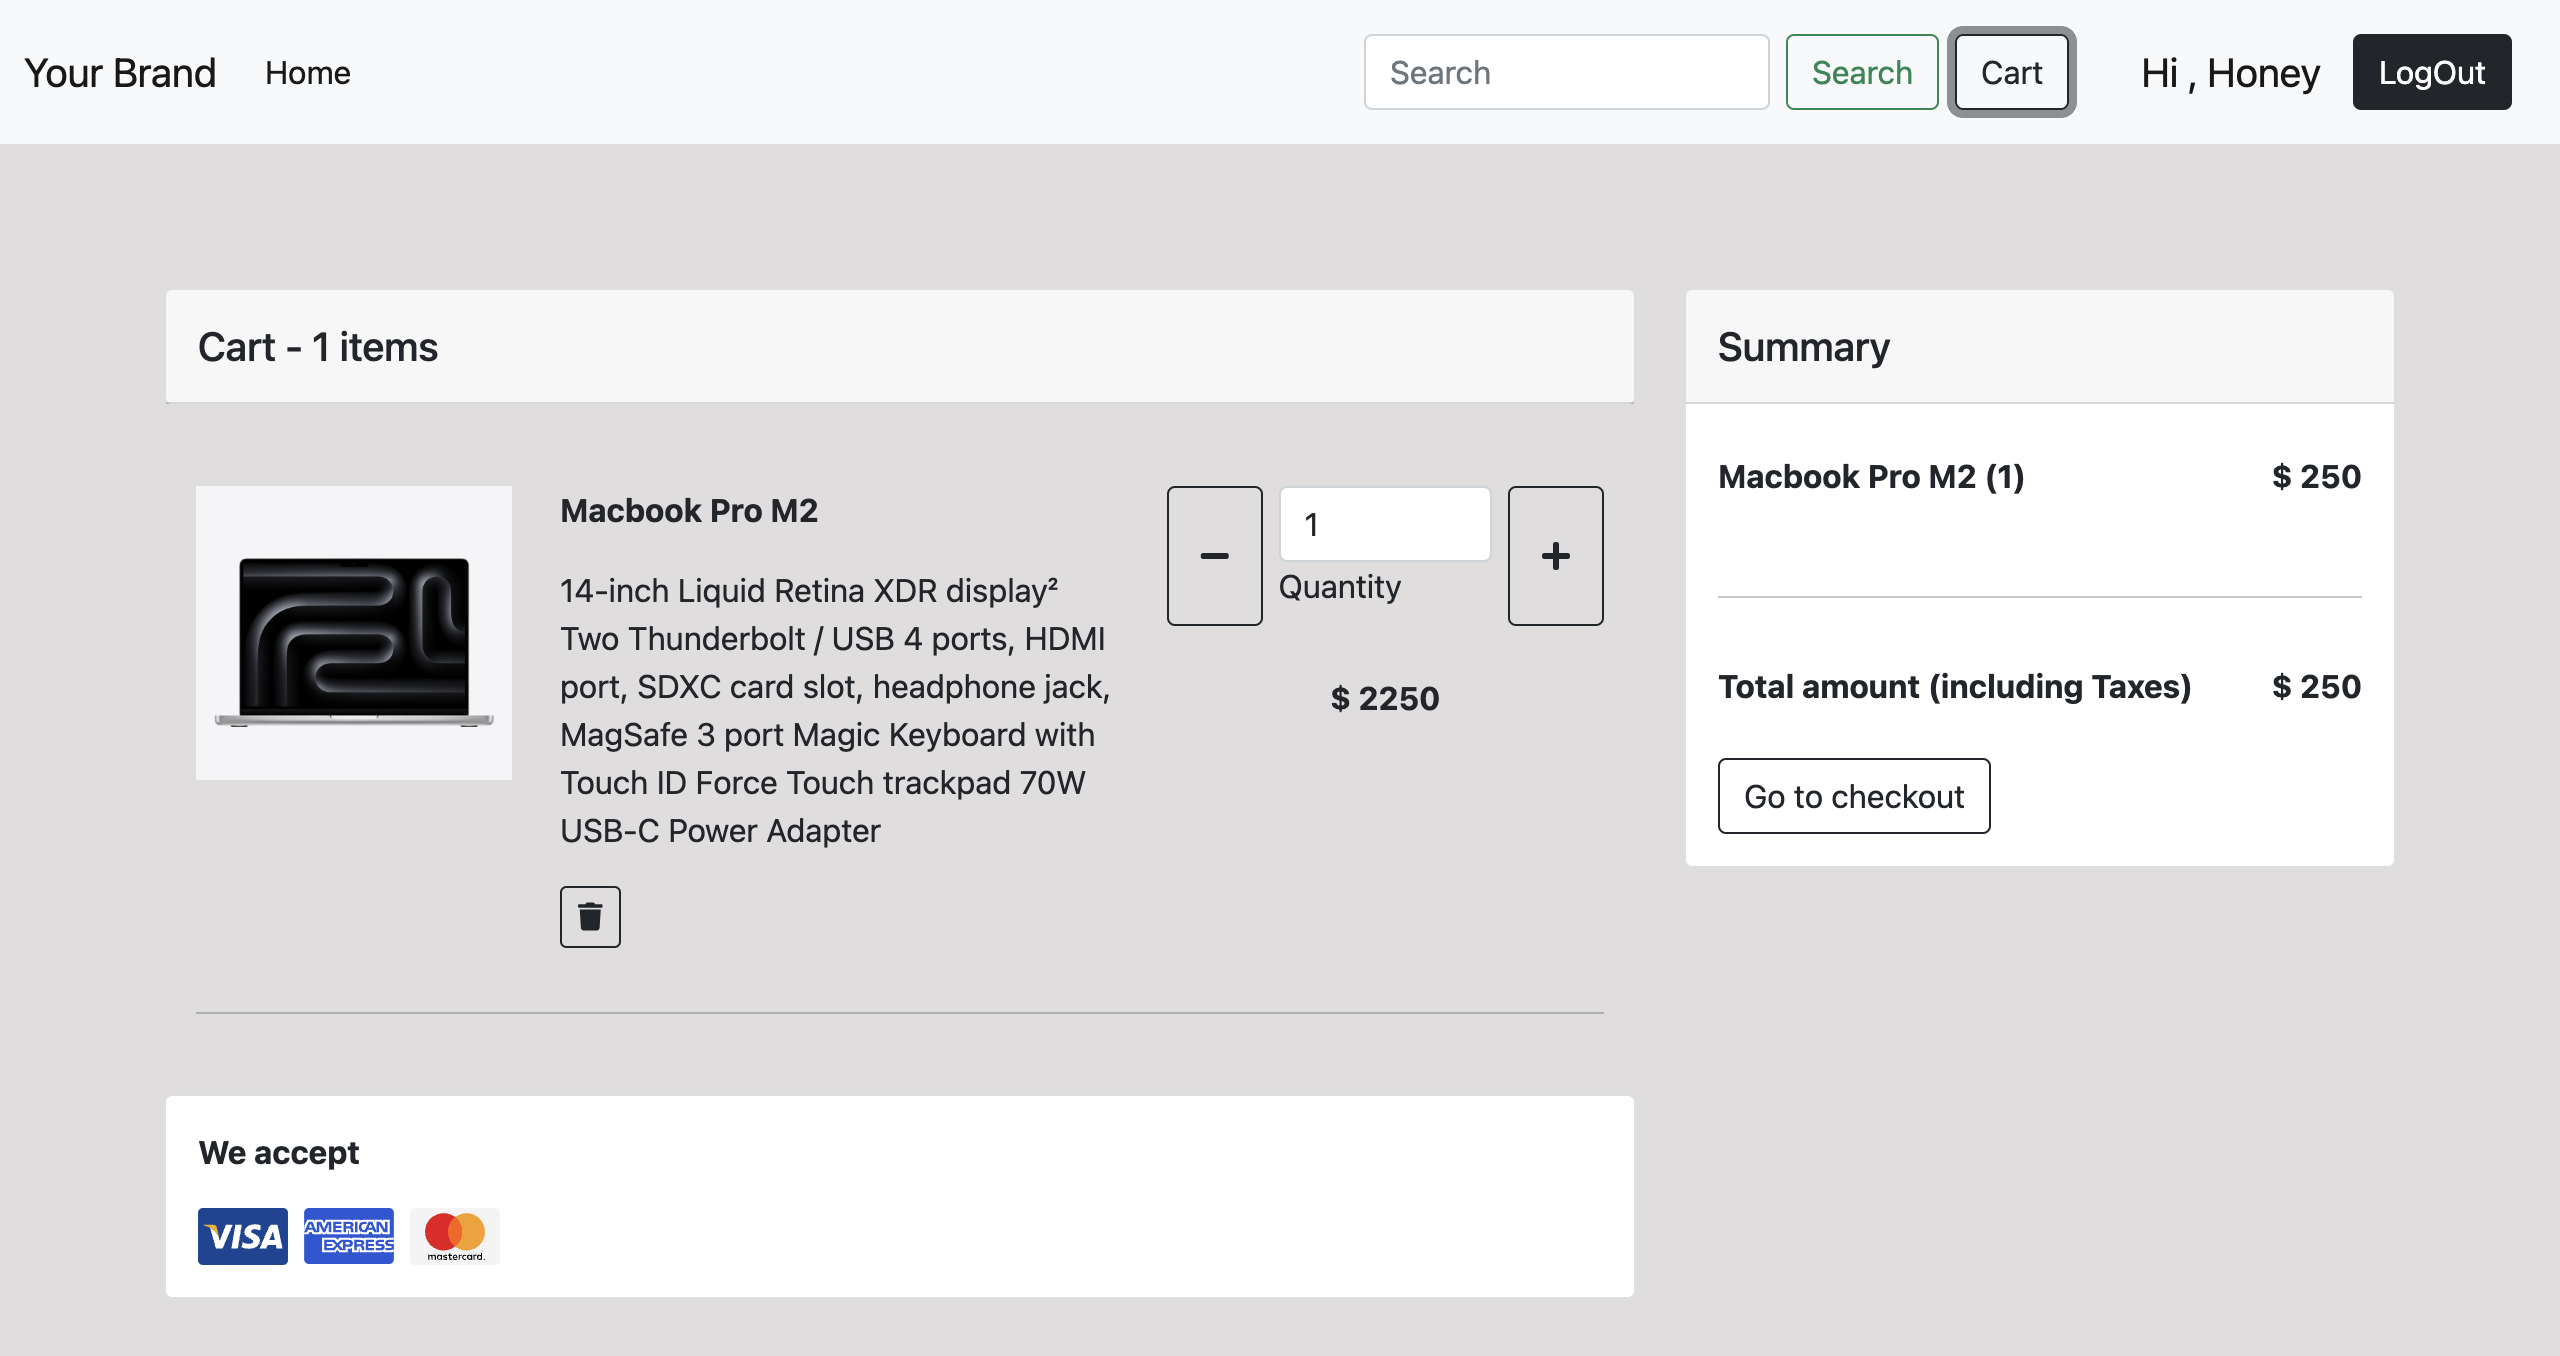 Your Brand
Home
Search
Search
Cart
Hi , Honey
LogOut
Cart - 1 items
Macbook Pro M2
14-inch Liquid Retina XDR display²
Two Thunderbolt / USB 4 ports, HDMI
port, SDXC card slot, headphone jack,
MagSafe 3 port Magic Keyboard with
Touch ID Force Touch trackpad 70W
USB-C Power Adapter
1
Quantity
$ 2250
Summary
Macbook Pro M2 (1)
$ 250
Total amount (including Taxes)
$ 250
Go to checkout
We accept
VISA
AMERICAN
EXPRESS
mastercard.